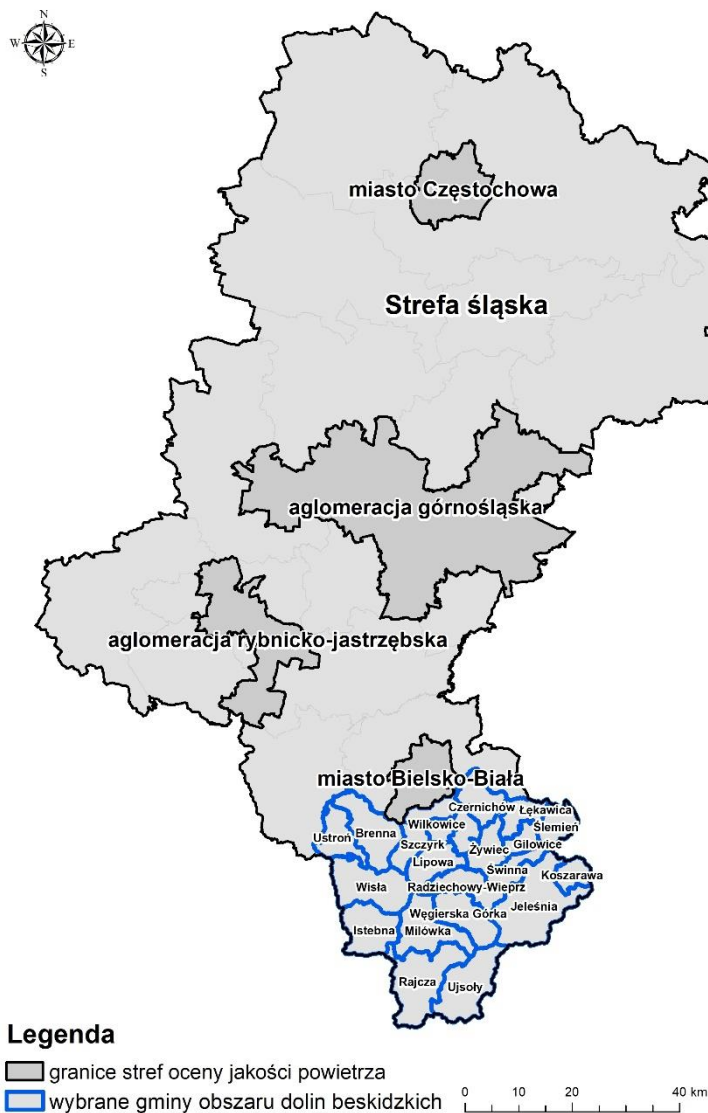 N
W E
S
miasto Częstochowa
Strefa śląska
aglomeracja górnośląska
aglomeracja rybnicko-jastrzębska
miasto Bielsko-Biała
Czernichów
Łękawica
Wilkowice
Ślemień
Ustroń
Brenna
Szczyrk
Żywiec
Gilowice
Lipowa
Świnna
Koszarawa
Wisła
Radziechowy-Wieprz
Jeleśnia
Węgierska Górka
Istebna
Milówka
Rajcza
Ujsoły
Legenda
granice stref oceny jakości powietrza
wybrane gminy obszaru dolin beskidzkich
0 10 20 40 km